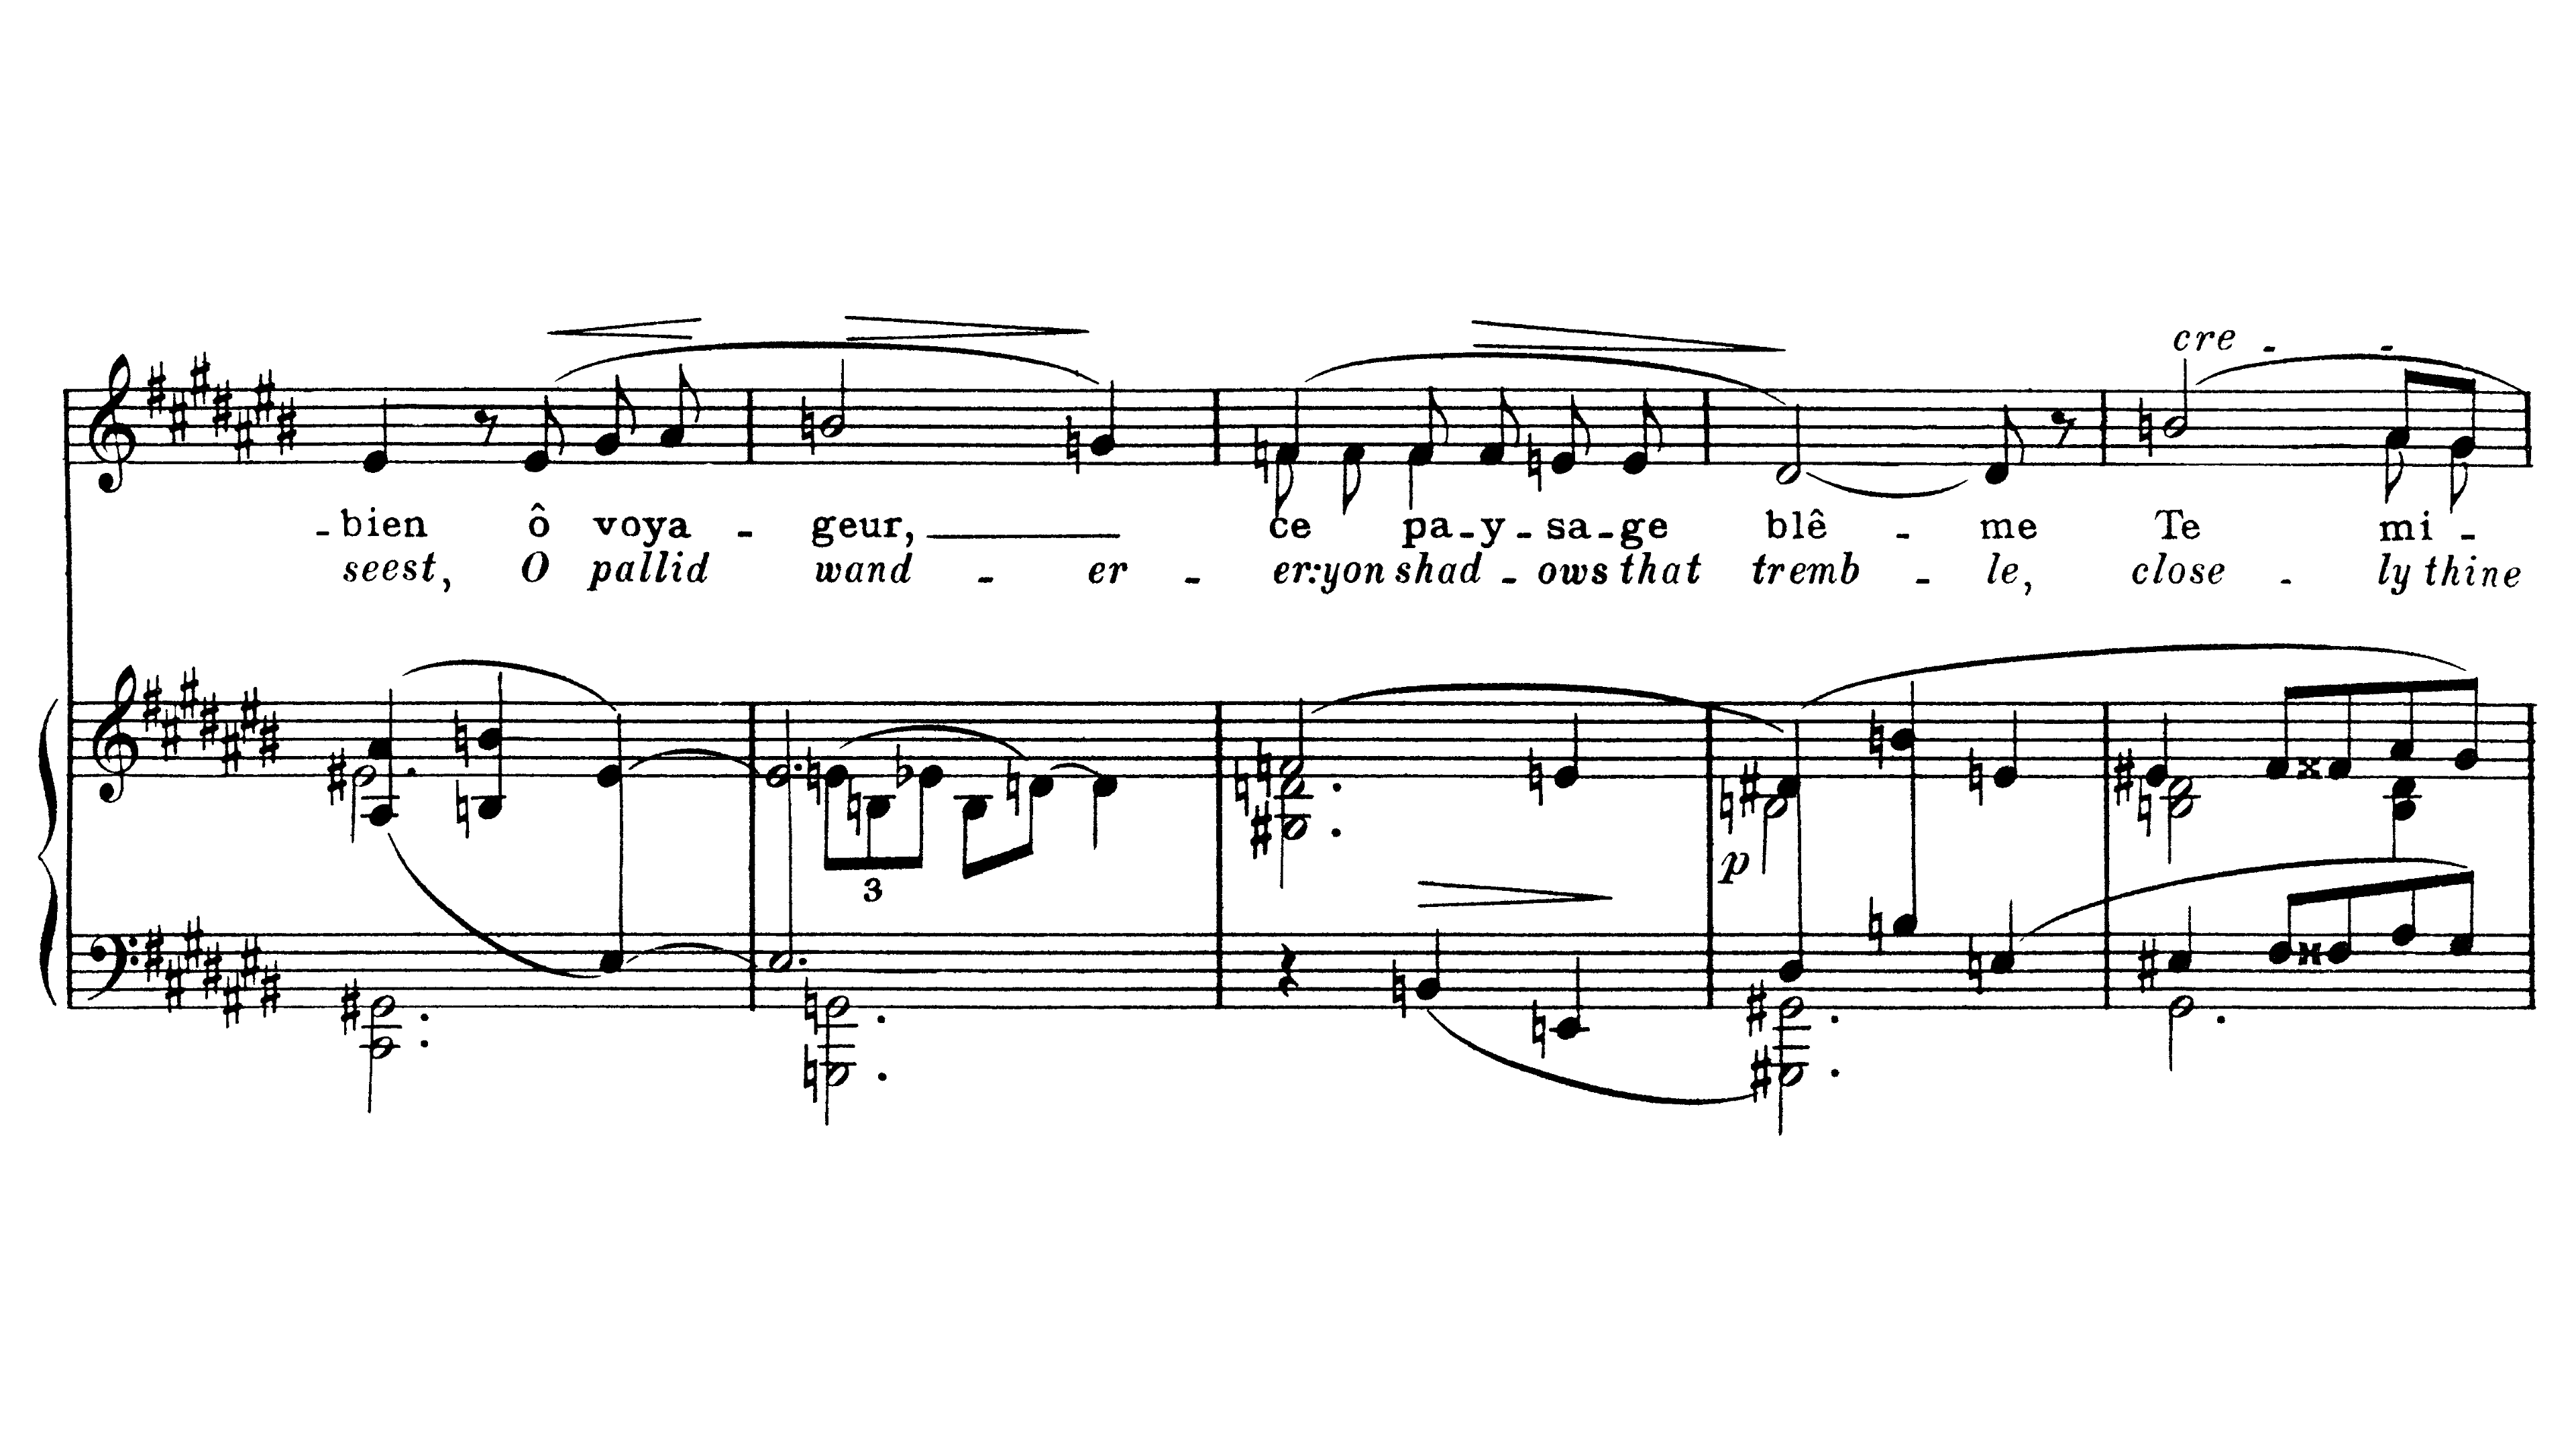 cre - -
- bien ô voya - geur, ce pa - y - sa - ge blê - me Te mi -
seest, O pallid wand - er - er: yon shad - ows that tremb - le, close - ly thine
3
p